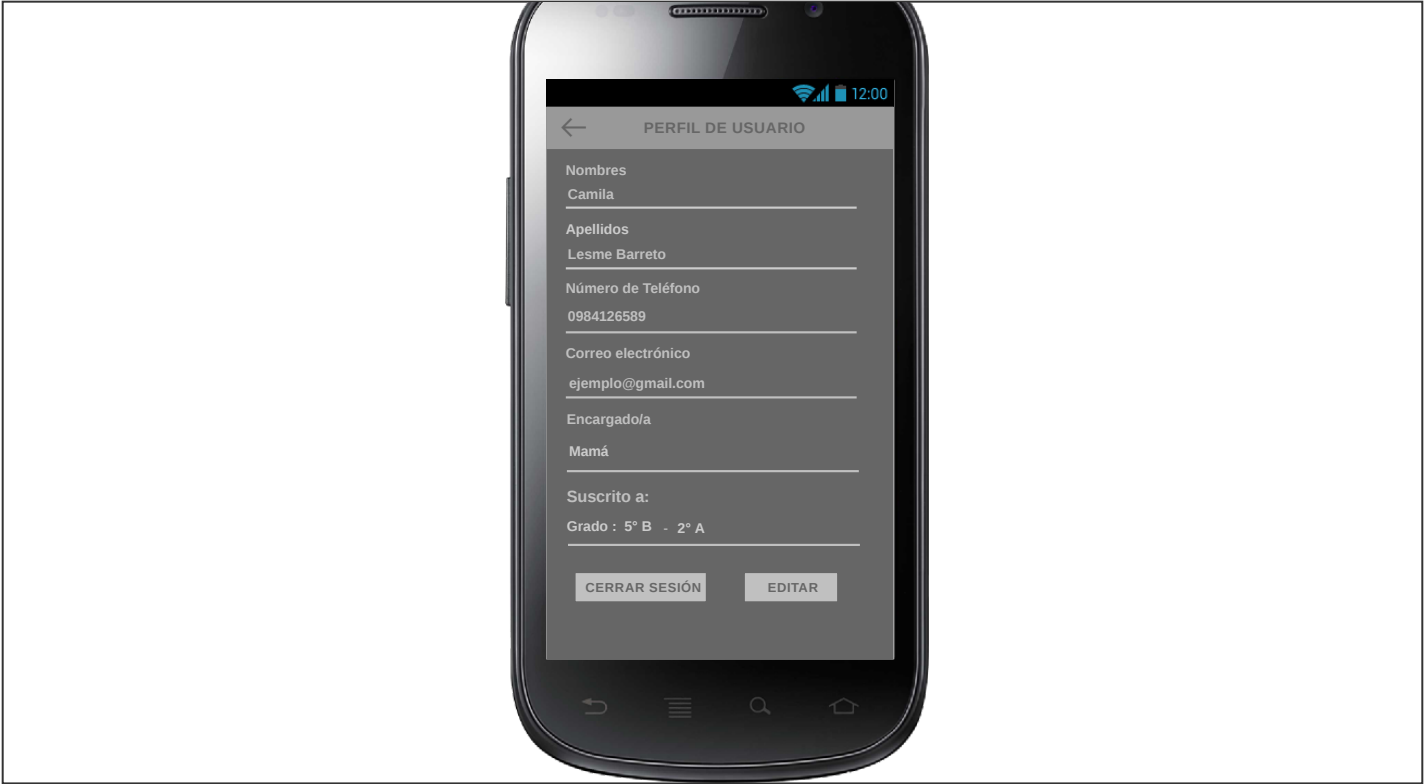 12:00
PERFIL DE USUARIO
Nombres
Camila
Apellidos
Lesme Barreto
Número de Teléfono
0984126589
Correo electrónico
ejemplo@gmail.com
Encargado/a
Mamá
Suscrito a:
Grado : 5° B - 2° A
CERRAR SESIÓN EDITAR